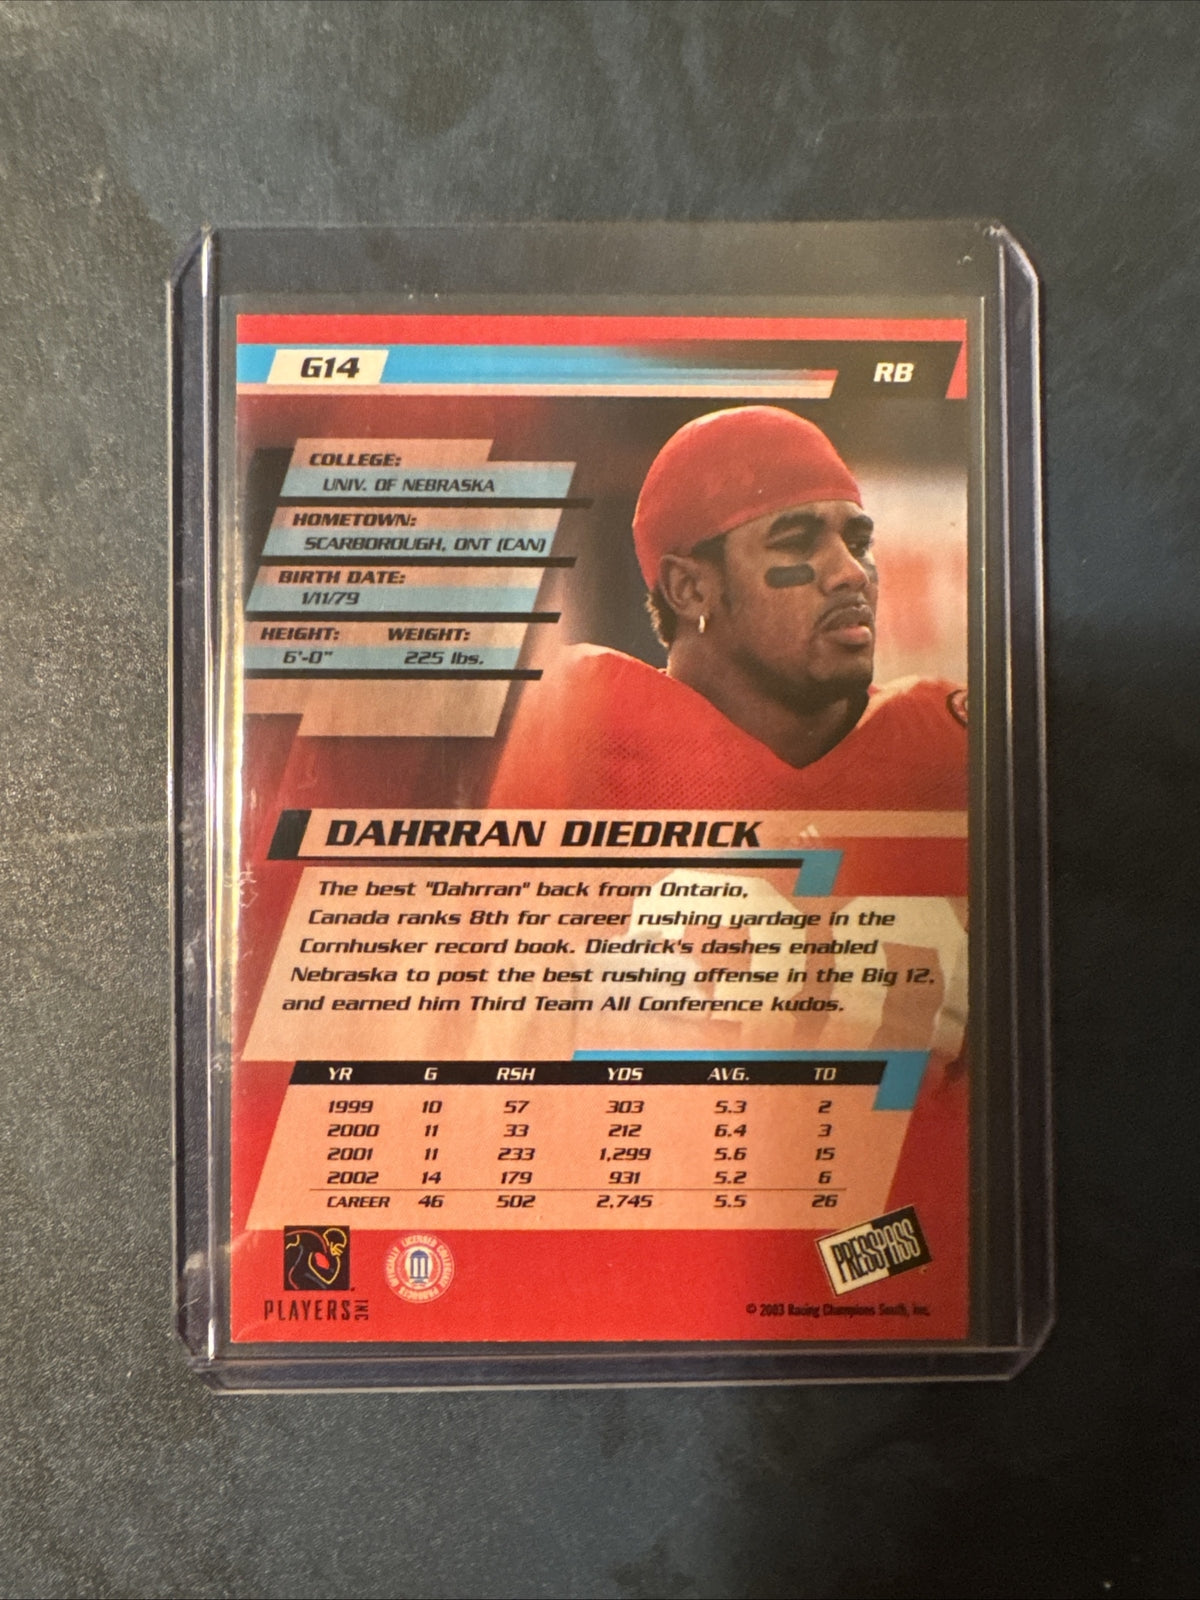 G14
RB
COLLEGE:
UNIV. OF NEBRASKA
HOMETOWN:
SCARBOROUGH, ONT (CAN)
BIRTH DATE:
1/11/79
HEIGHT: WEIGHT:
6'-0" 225 lbs.
DAHRRAN DIEDRICK
The best "Dahrran" back from Ontario,
Canada ranks 8th for career rushing yardage in the
Cornhusker record book. Diedrick's dashes enabled
Nebraska to post the best rushing offense in the Big 12,
and earned him Third Team All Conference kudos.
YR G RSH YDS AVG. TD
1999 10 57 303 5.3 2
2000 11 33 212 6.4 3
2001 11 233 1,299 5.6 15
2002 14 179 931 5.2 6
CAREER 46 502 2,745 5.5 26
PLAYERS INC
OFFICIALLY LICENSED COLLEGIATE PRODUCTS
PRESS PASS
© 2003 Racing Champions South, Inc.